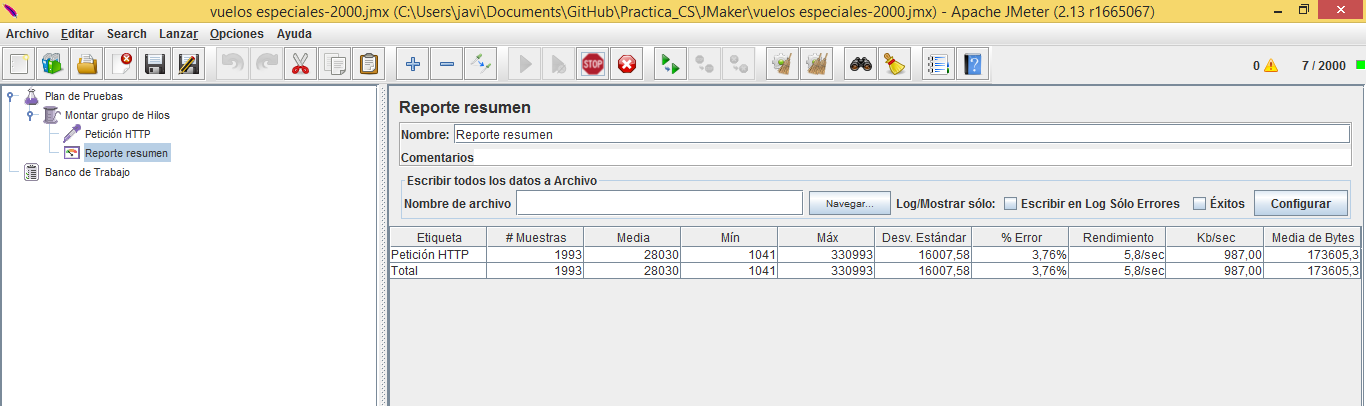 vuelos especiales-2000.jmx (C:\Users\javi\Documents\GitHub\Practica_CS\JMaker\vuelos especiales-2000.jmx) - Apache JMeter (2.13 r1665067)
Archivo Editar Search Lanzar Opciones Ayuda
STOP ? 0 7 / 2000
Plan de Pruebas
Montar grupo de Hilos
Petición HTTP
Reporte resumen
Banco de Trabajo
Reporte resumen
Nombre: Reporte resumen
Comentarios
Escribir todos los datos a Archivo
Nombre de archivo Navegar... Log/Mostrar sólo: Escribir en Log Sólo Errores Éxitos Configurar
Etiqueta # Muestras Media Mín Máx Desv. Estándar % Error Rendimiento Kb/sec Media de Bytes
Petición HTTP 1993 28030 1041 330993 16007,58 3,76% 5,8/sec 987,00 173605,3
Total 1993 28030 1041 330993 16007,58 3,76% 5,8/sec 987,00 173605,3